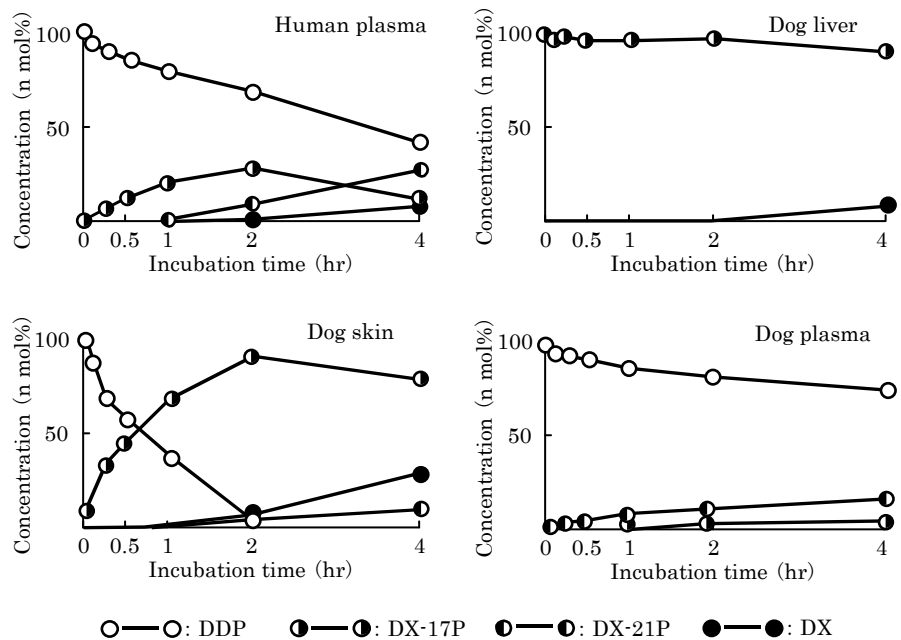 Human plasma
100
50
Concentration (n mol%)
0 0.5 1 2 4
Incubation time (hr)
Dog liver
100
50
Concentration (n mol%)
0 0.5 1 2 4
Incubation time (hr)
Dog skin
100
50
Concentration (n mol%)
0 0.5 1 2 4
Incubation time (hr)
Dog plasma
100
50
Concentration (n mol%)
0 0.5 1 2 4
Incubation time (hr)
: DDP : DX-17P : DX-21P : DX